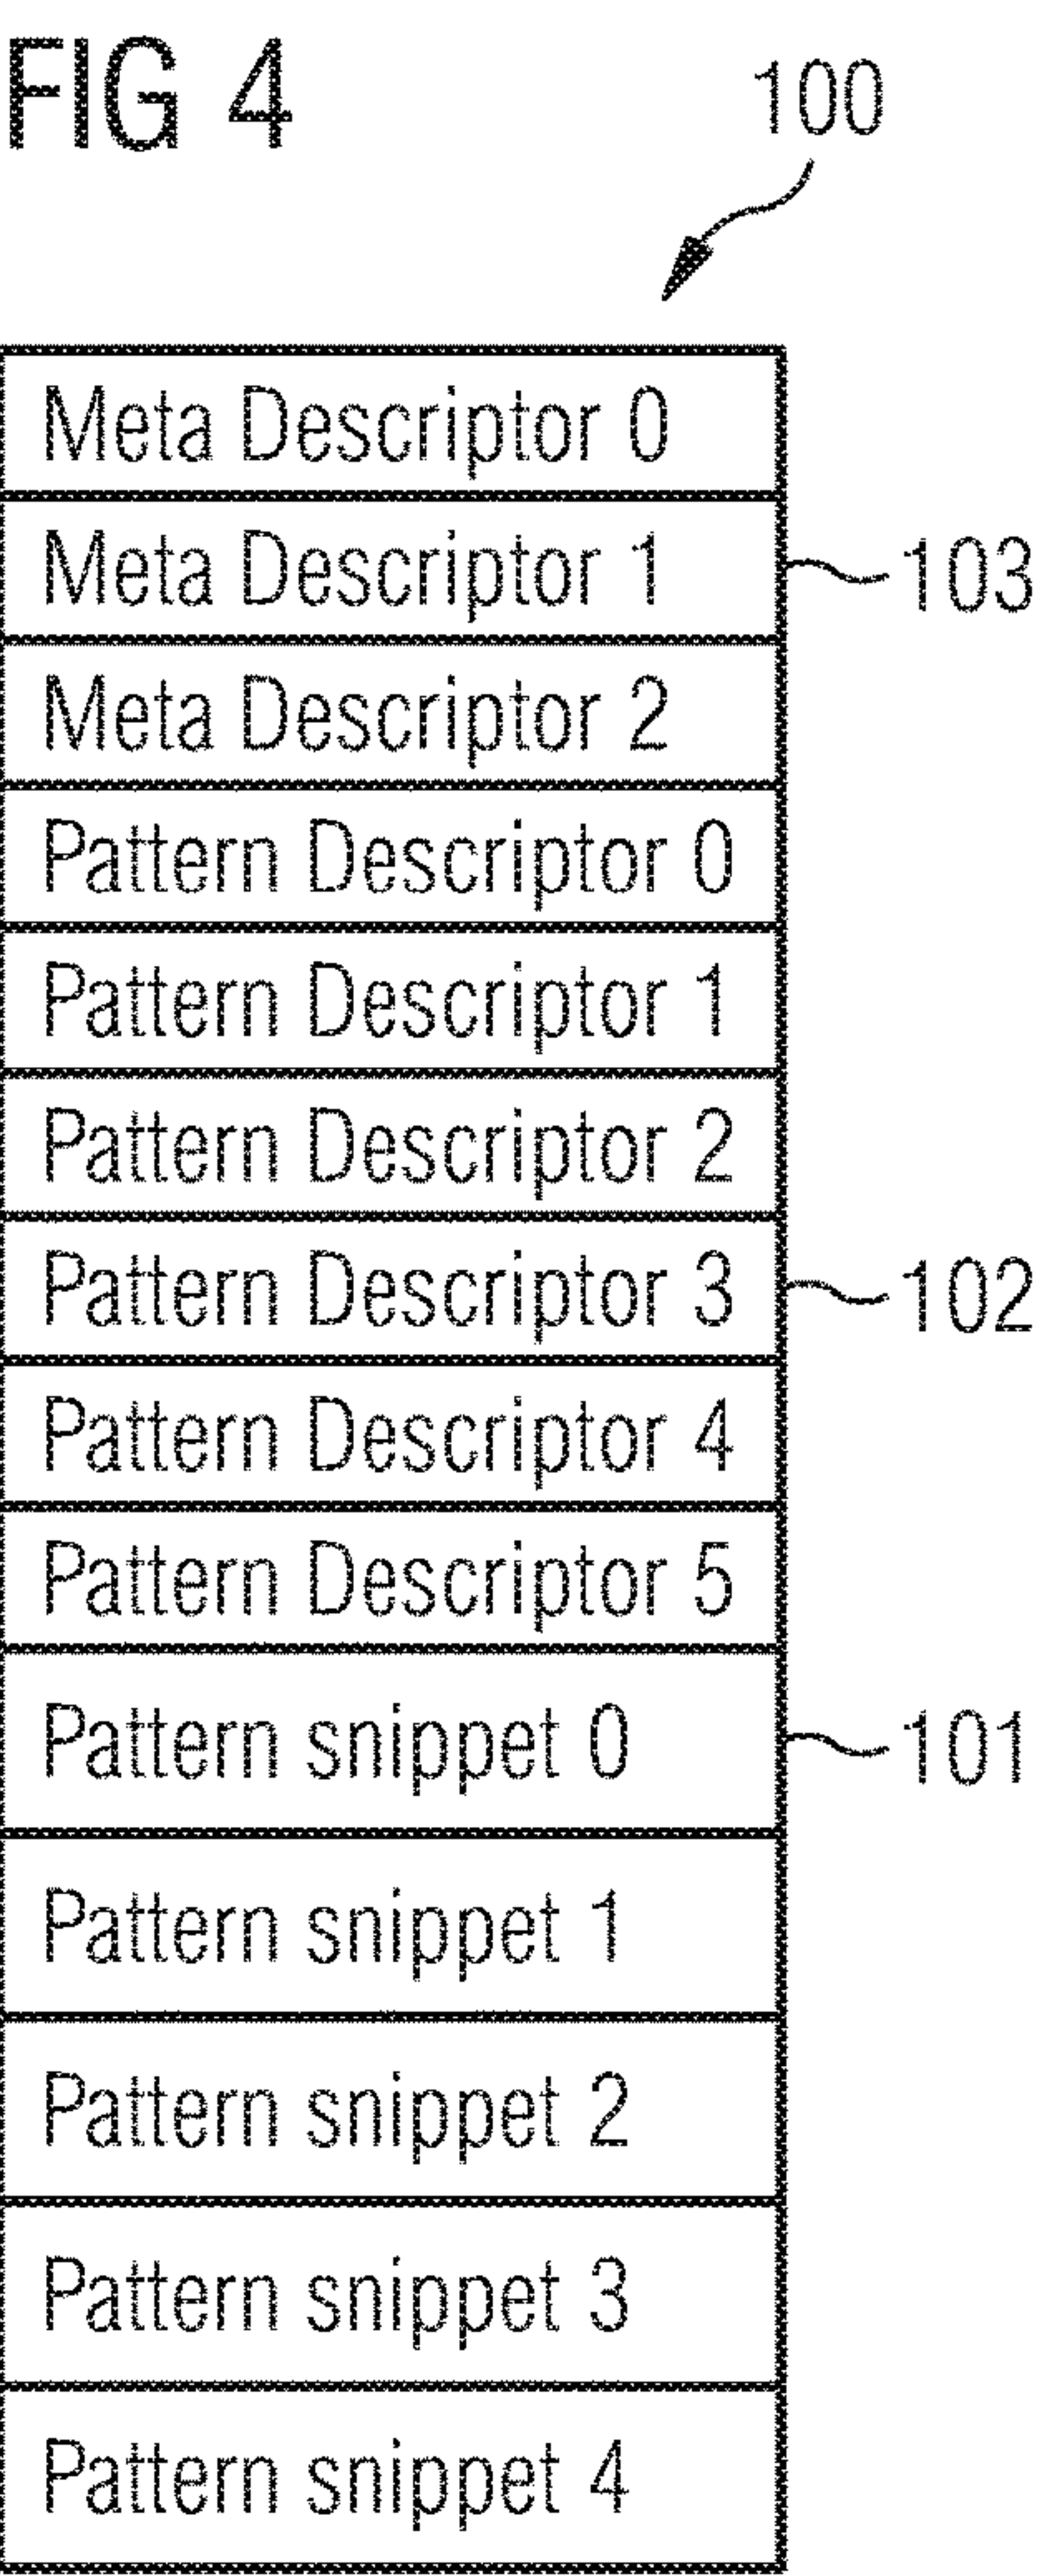 FIG 4
100
Meta Descriptor 0
Meta Descriptor 1
103
Meta Descriptor 2
Pattern Descriptor 0
Pattern Descriptor 1
Pattern Descriptor 2
Pattern Descriptor 3
102
Pattern Descriptor 4
Pattern Descriptor 5
Pattern snippet 0
101
Pattern snippet 1
Pattern snippet 2
Pattern snippet 3
Pattern snippet 4